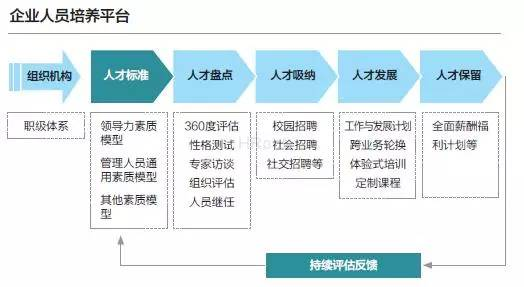 企业人员培养平台
组织机构
人才标准
人才盘点
人才吸纳
人才发展
人才保留
职级体系
领导力素质
模型
管理人员通
用素质模型
其他素质模
型
360度评估
性格测试
专家访谈
组织评估
人员继任
校园招聘
社会招聘
社交招聘等
工作与发展计划
跨业务轮换
体验式培训
定制课程
全面薪酬福
利计划等
持续评估反馈